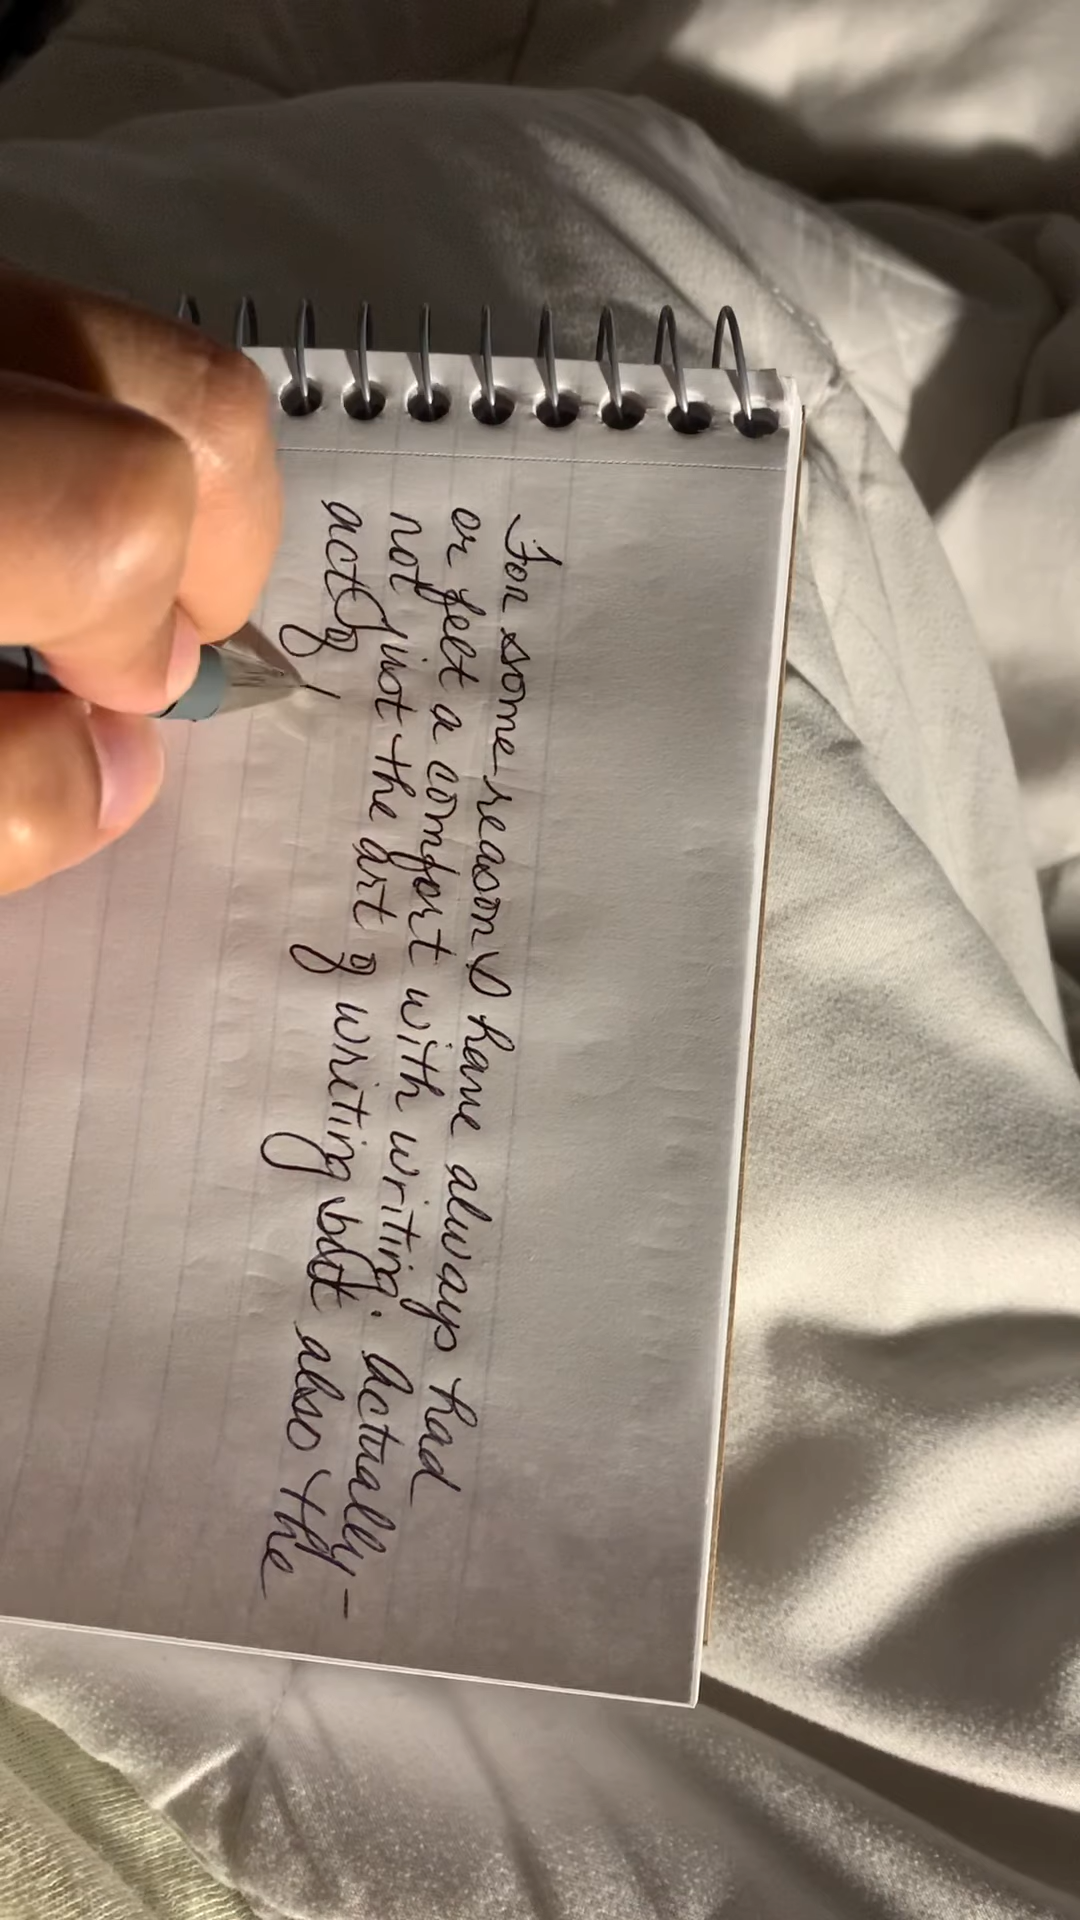 For some reason I have always had
or felt a comfort with writing. Actually -
not just the art of writing but also the
act of